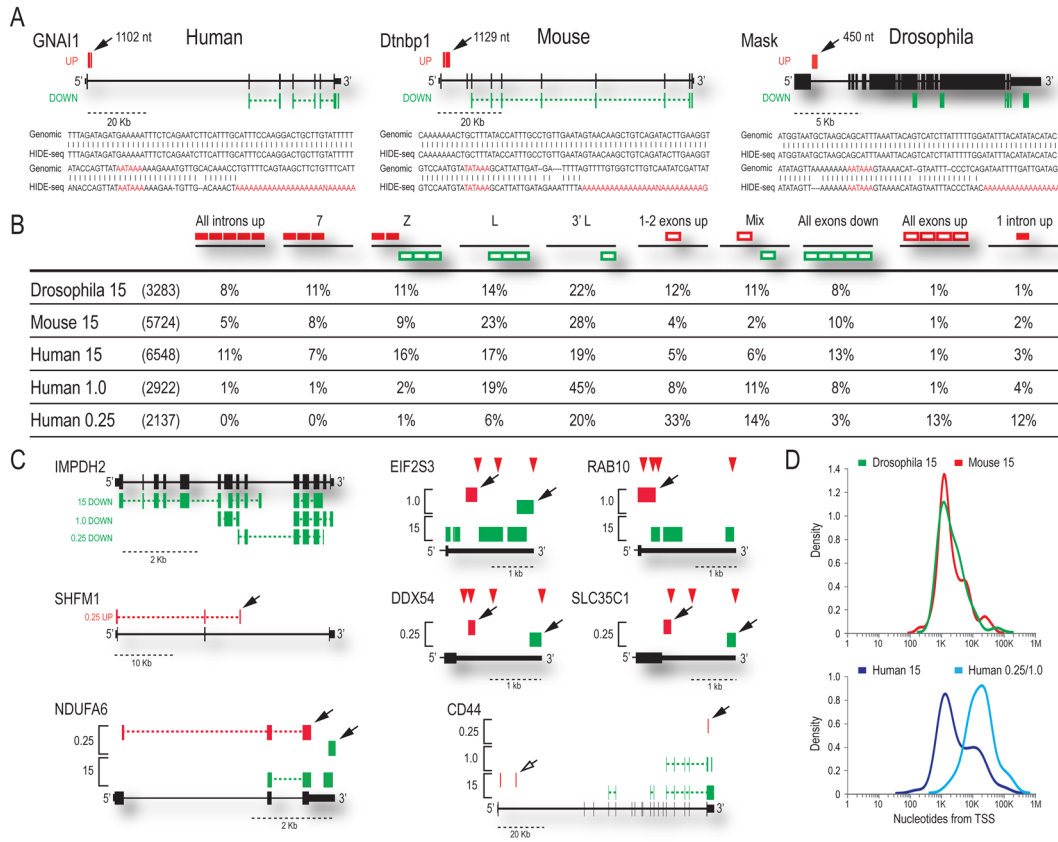 A
GNAI1
1102 nt
Human
UP
5'
3'
DOWN
20 Kb
Genomic
TTTAGATAGATGAAAAATTTCTCAGAATCTTCATTTGCATTTCCAAGGACTGCTTGTATTTTT
HIDE-seq
TTTAGATAGATGAAAAATTTCTCAGAATCTTCATTTGCATTTCCAAGGACTGCTTGTATTTTT
Genomic
ATACCAGTTATAATAAAAAAGAAATGTTGCACAAACCTGTTTTCAGTAAGCTTCTGTTTCATT
HIDE-seq
Dtnbp1
1129 nt
Mouse
UP
5'
3'
DOWN
20 Kb
Genomic
CAAAAAAACTGCTTTATACCATTTGCCTGTTGAATAGTAACAAGCTGTCAGATACTTGAAGGT
HIDE-seq
CAAAAAAACTGCTTTATACCATTTGCCTGTTGAATAGTAACAAGCTGTCAGATACTTGAAGGT
Genomic
GTCCAATGTATATAAAGCATTATTGAT--GA-----TTTTAGTTTTGTGGTCTTGTCAATATCGATTAT
HIDE-seq
Mask
450 nt
Drosophila
UP
5'
3'
DOWN
5 Kb
Genomic
ATGGTAATGCTAAGCAGCATTTAAATTACAGTCATCTTATTTTTGGATATTTACATATACATAC
HIDE-seq
ATGGTAATGCTAAGCAGCATTTAAATTACAGTCATCTTATTTTTGGATATTTACATATACATAC
Genomic
HIDE-seq
B
All introns up
7
Z
L
3' L
1-2 exons up
Mix
All exons down
All exons up
1 intron up
Drosophila 15 (3283) 8% 11% 11% 14% 22% 12% 11% 8% 1% 1%
Mouse 15 (5724) 5% 8% 9% 23% 28% 4% 2% 10% 1% 2%
Human 15 (6548) 11% 7% 16% 17% 19% 5% 6% 13% 1% 3%
Human 1.0 (2922) 1% 1% 2% 19% 45% 8% 11% 8% 1% 4%
Human 0.25 (2137) 0% 0% 1% 6% 20% 33% 14% 3% 13% 12%
C
IMPDH2
5'
3'
15 DOWN
1.0 DOWN
0.25 DOWN
2 Kb
SHFM1
0.25 UP
5'
3'
10 Kb
NDUFA6
0.25
15
5'
3'
2 Kb
EIF2S3
1.0
15
5'
3'
1 kb
RAB10
1.0
15
5'
3'
1 kb
DDX54
0.25
5'
3'
1 kb
SLC35C1
0.25
5'
3'
1 kb
CD44
0.25
1.0
15
5'
3'
20 Kb
D
Drosophila 15
Mouse 15
Density
1.4
1.2
1.0
0.8
0.6
0.4
0.2
0
1 10 100 1K 10K 100K 1M
Human 15
Human 0.25/1.0
Density
1.0
0.8
0.6
0.4
0.2
0
1 10 100 1K 10K 100K 1M
Nucleotides from TSS